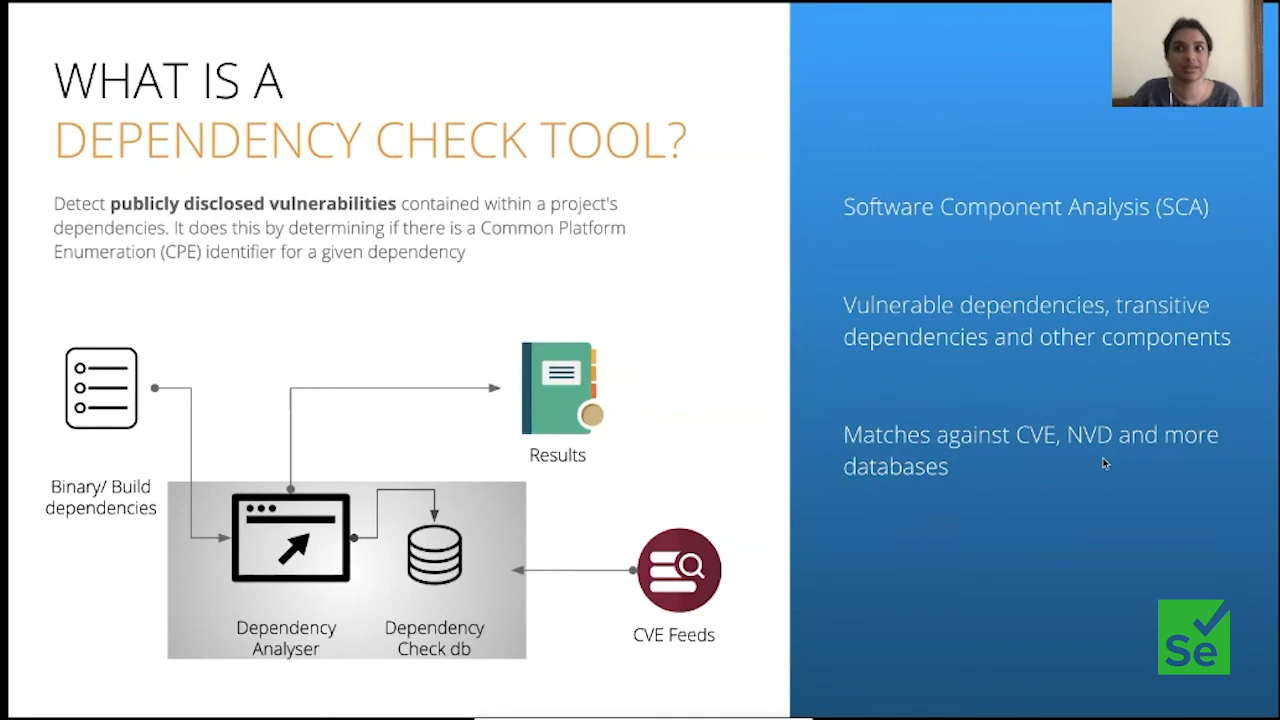 WHAT IS A
DEPENDENCY CHECK TOOL?
Detect publicly disclosed vulnerabilities contained within a project's
dependencies. It does this by determining if there is a Common Platform
Enumeration (CPE) identifier for a given dependency
Binary/ Build
dependencies
Results
Dependency
Analyser
Dependency
Check db
CVE Feeds
Software Component Analysis (SCA)
Vulnerable dependencies, transitive
dependencies and other components
Matches against CVE, NVD and more
databases
Se